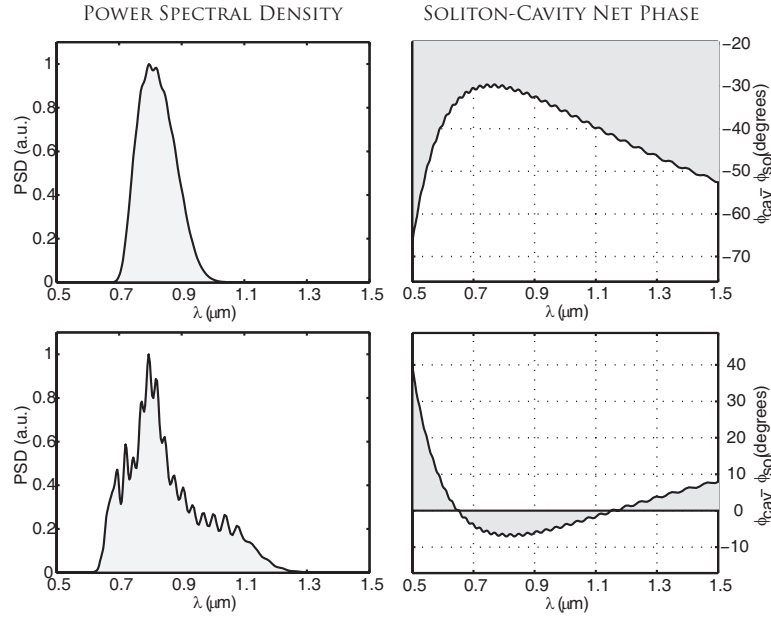 POWER SPECTRAL DENSITY
SOLITON-CAVITY NET PHASE
PSD (a.u.)
1
0.8
0.6
0.4
0.2
0
0.5 0.7 0.9 1.1 1.3 1.5
λ (μm)
−20
−30
−40
−50
−60
−70
ϕcav- ϕsol(degrees)
0.5 0.7 0.9 1.1 1.3 1.5
λ (μm)
PSD (a.u.)
1
0.8
0.6
0.4
0.2
0
0.5 0.7 0.9 1.1 1.3 1.5
λ (μm)
40
30
20
10
0
−10
ϕcav- ϕsol(degrees)
0.5 0.7 0.9 1.1 1.3 1.5
λ (μm)